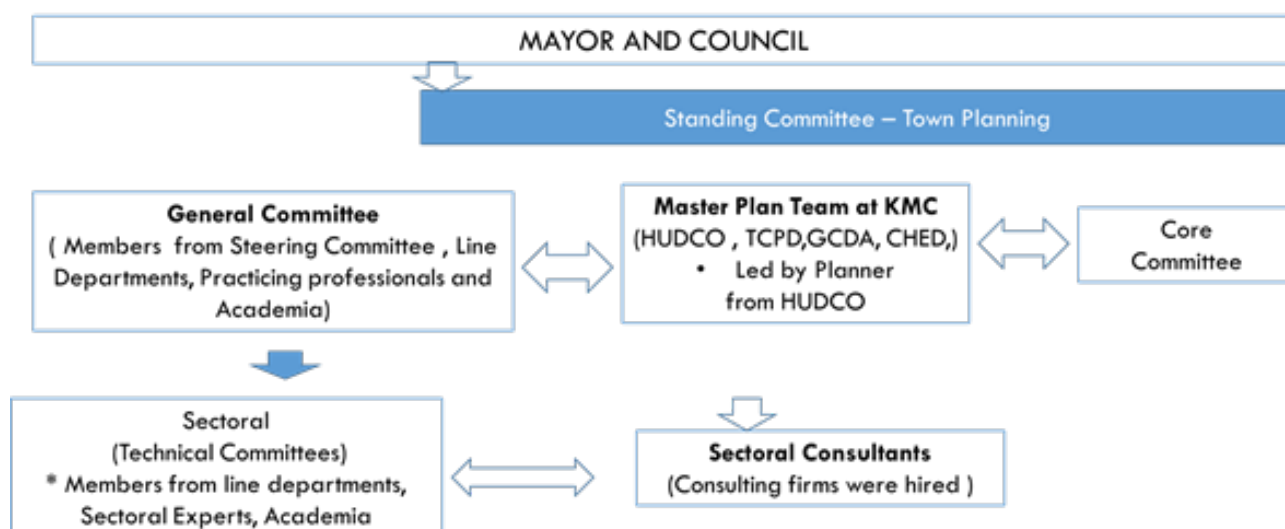 MAYOR AND COUNCIL
Standing Committee – Town Planning
General Committee
( Members from Steering Committee , Line
Departments, Practicing professionals and
Academia)
Master Plan Team at KMC
(HUDCO , TCPD,GCDA, CHED,)
• Led by Planner
from HUDCO
Core
Committee
Sectoral
(Technical Committees)
* Members from line departments,
Sectoral Experts, Academia
Sectoral Consultants
(Consulting firms were hired )